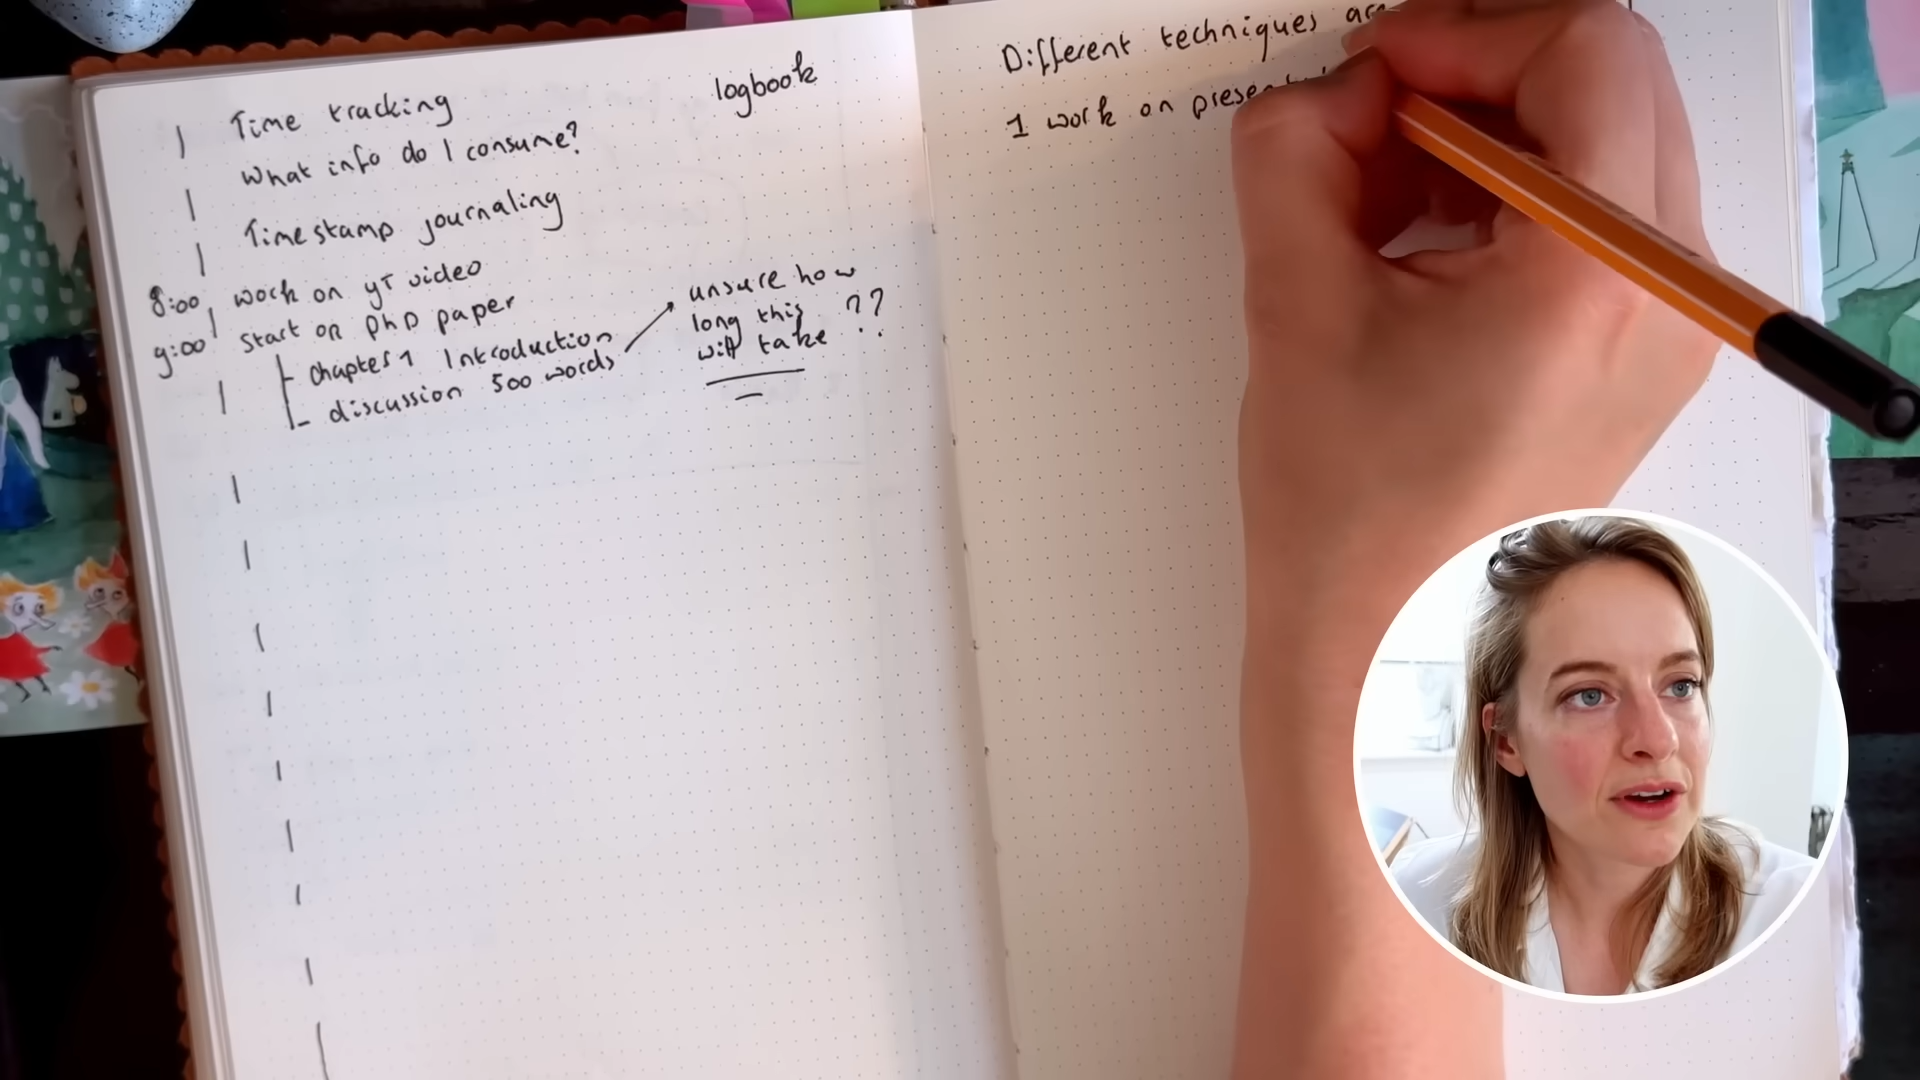 Time tracking
logbook
What info do I consume?
Timestamp journaling
8:00 work on YT video
9:00 Start on PhD paper
chapter 1 Introduction
discussion 500 words
unsure how
long this ??
will take
Different techniques
1 work on